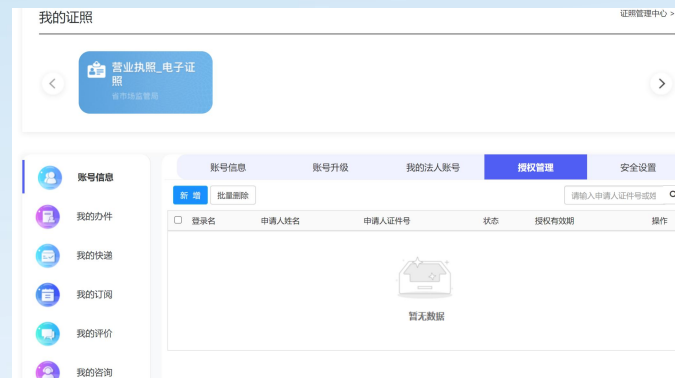 我的证照
证照管理中心 >
营业执照_电子证
照
省市场监管局
账号信息
我的办件
我的快递
我的订阅
我的评价
我的咨询
账号信息 账号升级 我的法人账号 授权管理 安全设置
新 增 批量删除 请输入申请人证件号或姓
登录名 申请人姓名 申请人证件号 状态 授权有效期 操作
暂无数据